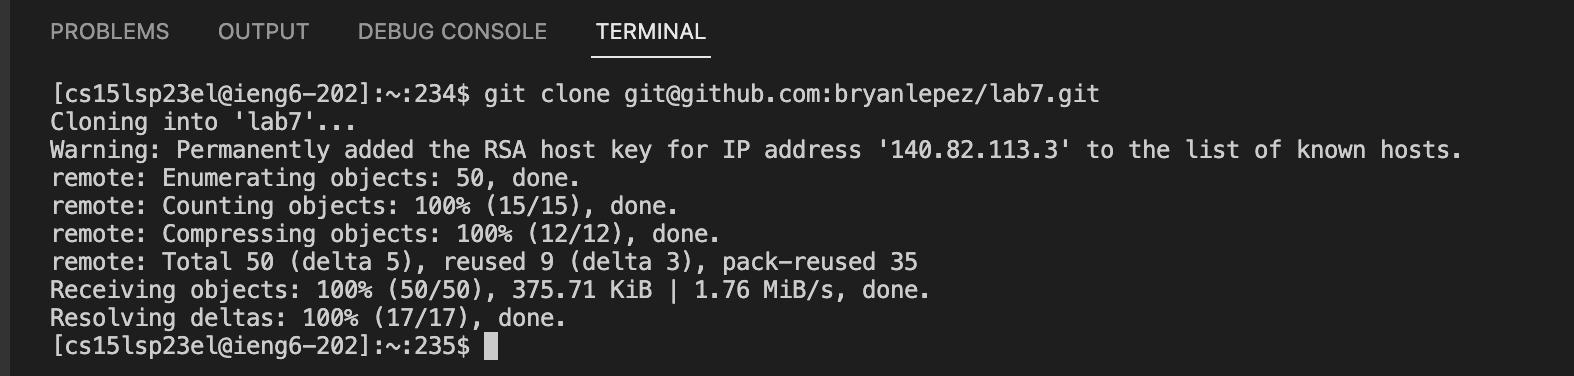 PROBLEMS OUTPUT DEBUG CONSOLE TERMINAL
[cs15lsp23el@ieng6-202]:~:234$ git clone git@github.com:bryanlepez/lab7.git
Cloning into 'lab7'...
Warning: Permanently added the RSA host key for IP address '140.82.113.3' to the list of known hosts.
remote: Enumerating objects: 50, done.
remote: Counting objects: 100% (15/15), done.
remote: Compressing objects: 100% (12/12), done.
remote: Total 50 (delta 5), reused 9 (delta 3), pack-reused 35
Receiving objects: 100% (50/50), 375.71 KiB | 1.76 MiB/s, done.
Resolving deltas: 100% (17/17), done.
[cs15lsp23el@ieng6-202]:~:235$